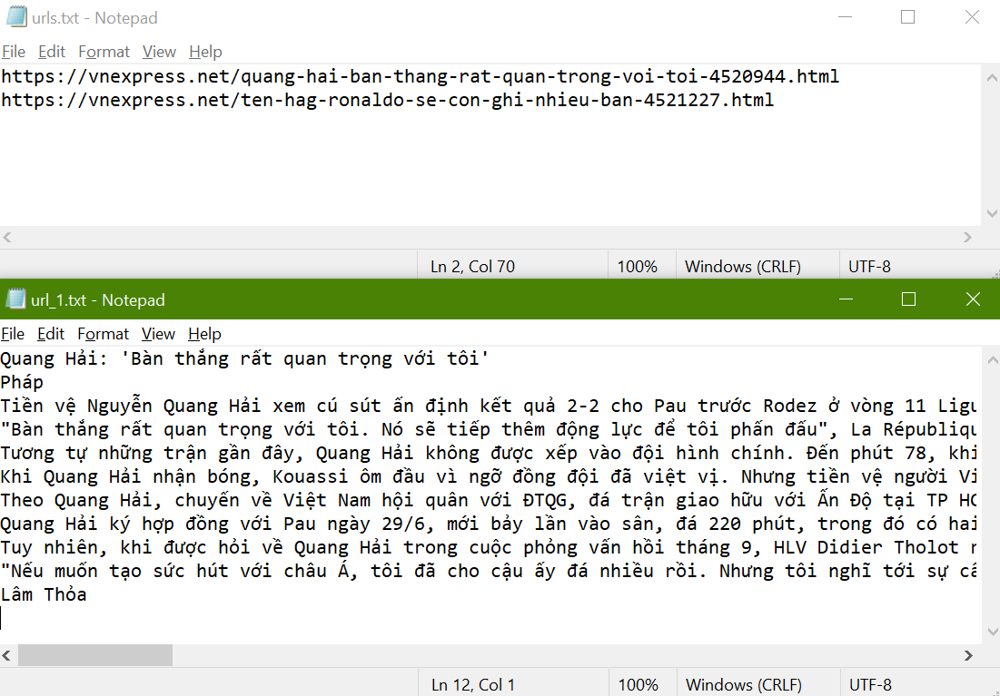 urls.txt - Notepad
File Edit Format View Help
https://vnexpress.net/quang-hai-ban-thang-rat-quan-trong-voi-toi-4520944.html
https://vnexpress.net/ten-hag-ronaldo-se-con-ghi-nhieu-ban-4521227.html
Ln 2, Col 70 100% Windows (CRLF) UTF-8
url_1.txt - Notepad
File Edit Format View Help
Quang Hải: 'Bàn thắng rất quan trọng với tôi'
Pháp
Tiền vệ Nguyễn Quang Hải xem cú sút ấn định kết quả 2-2 cho Pau trước Rodez ở vòng 11 Ligu
"Bàn thắng rất quan trọng với tôi. Nó sẽ tiếp thêm động lực để tôi phấn đấu", La Républiqu
Tương tự những trận gần đây, Quang Hải không được xếp vào đội hình chính. Đến phút 78, khi
Khi Quang Hải nhận bóng, Kouassi ôm đầu vì ngỡ đồng đội đã việt vị. Nhưng tiền vệ người Vi
Theo Quang Hải, chuyến về Việt Nam hội quân với ĐTQG, đá trận giao hữu với Ấn Độ tại TP HC
Quang Hải ký hợp đồng với Pau ngày 29/6, mới bảy lần vào sân, đá 220 phút, trong đó có hai
Tuy nhiên, khi được hỏi về Quang Hải trong cuộc phỏng vấn hồi tháng 9, HLV Didier Tholot
"Nếu muốn tạo sức hút với châu Á, tôi đã cho cậu ấy đá nhiều rồi. Nhưng tôi nghĩ tới sự
Lâm Thỏa
Ln 12, Col 1 100% Windows (CRLF) UTF-8